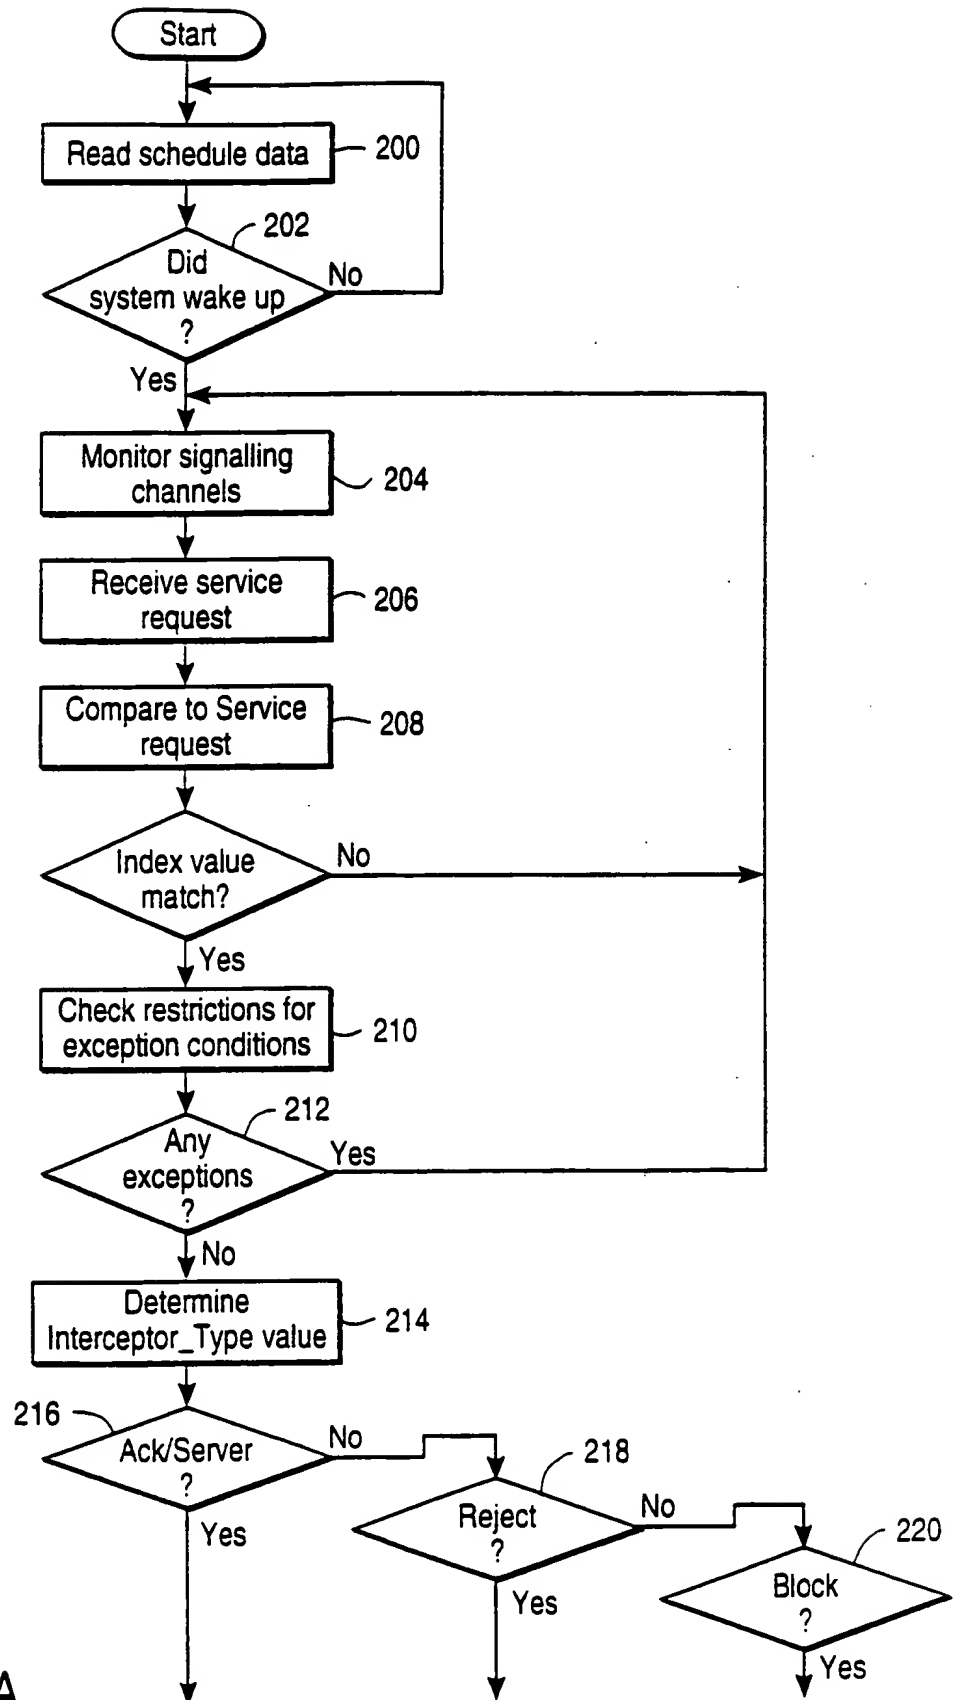 Start
Read schedule data
200
202
Did
system wake up
?
No
Yes
Monitor signalling
channels
204
Receive service
request
206
Compare to Service
request
208
Index value
match?
No
Yes
Check restrictions for
exception conditions
210
212
Any
exceptions
?
Yes
No
Determine
Interceptor_Type value
214
216
Ack/Server
?
No
Yes
218
Reject
?
No
Yes
220
Block
?
Yes
A